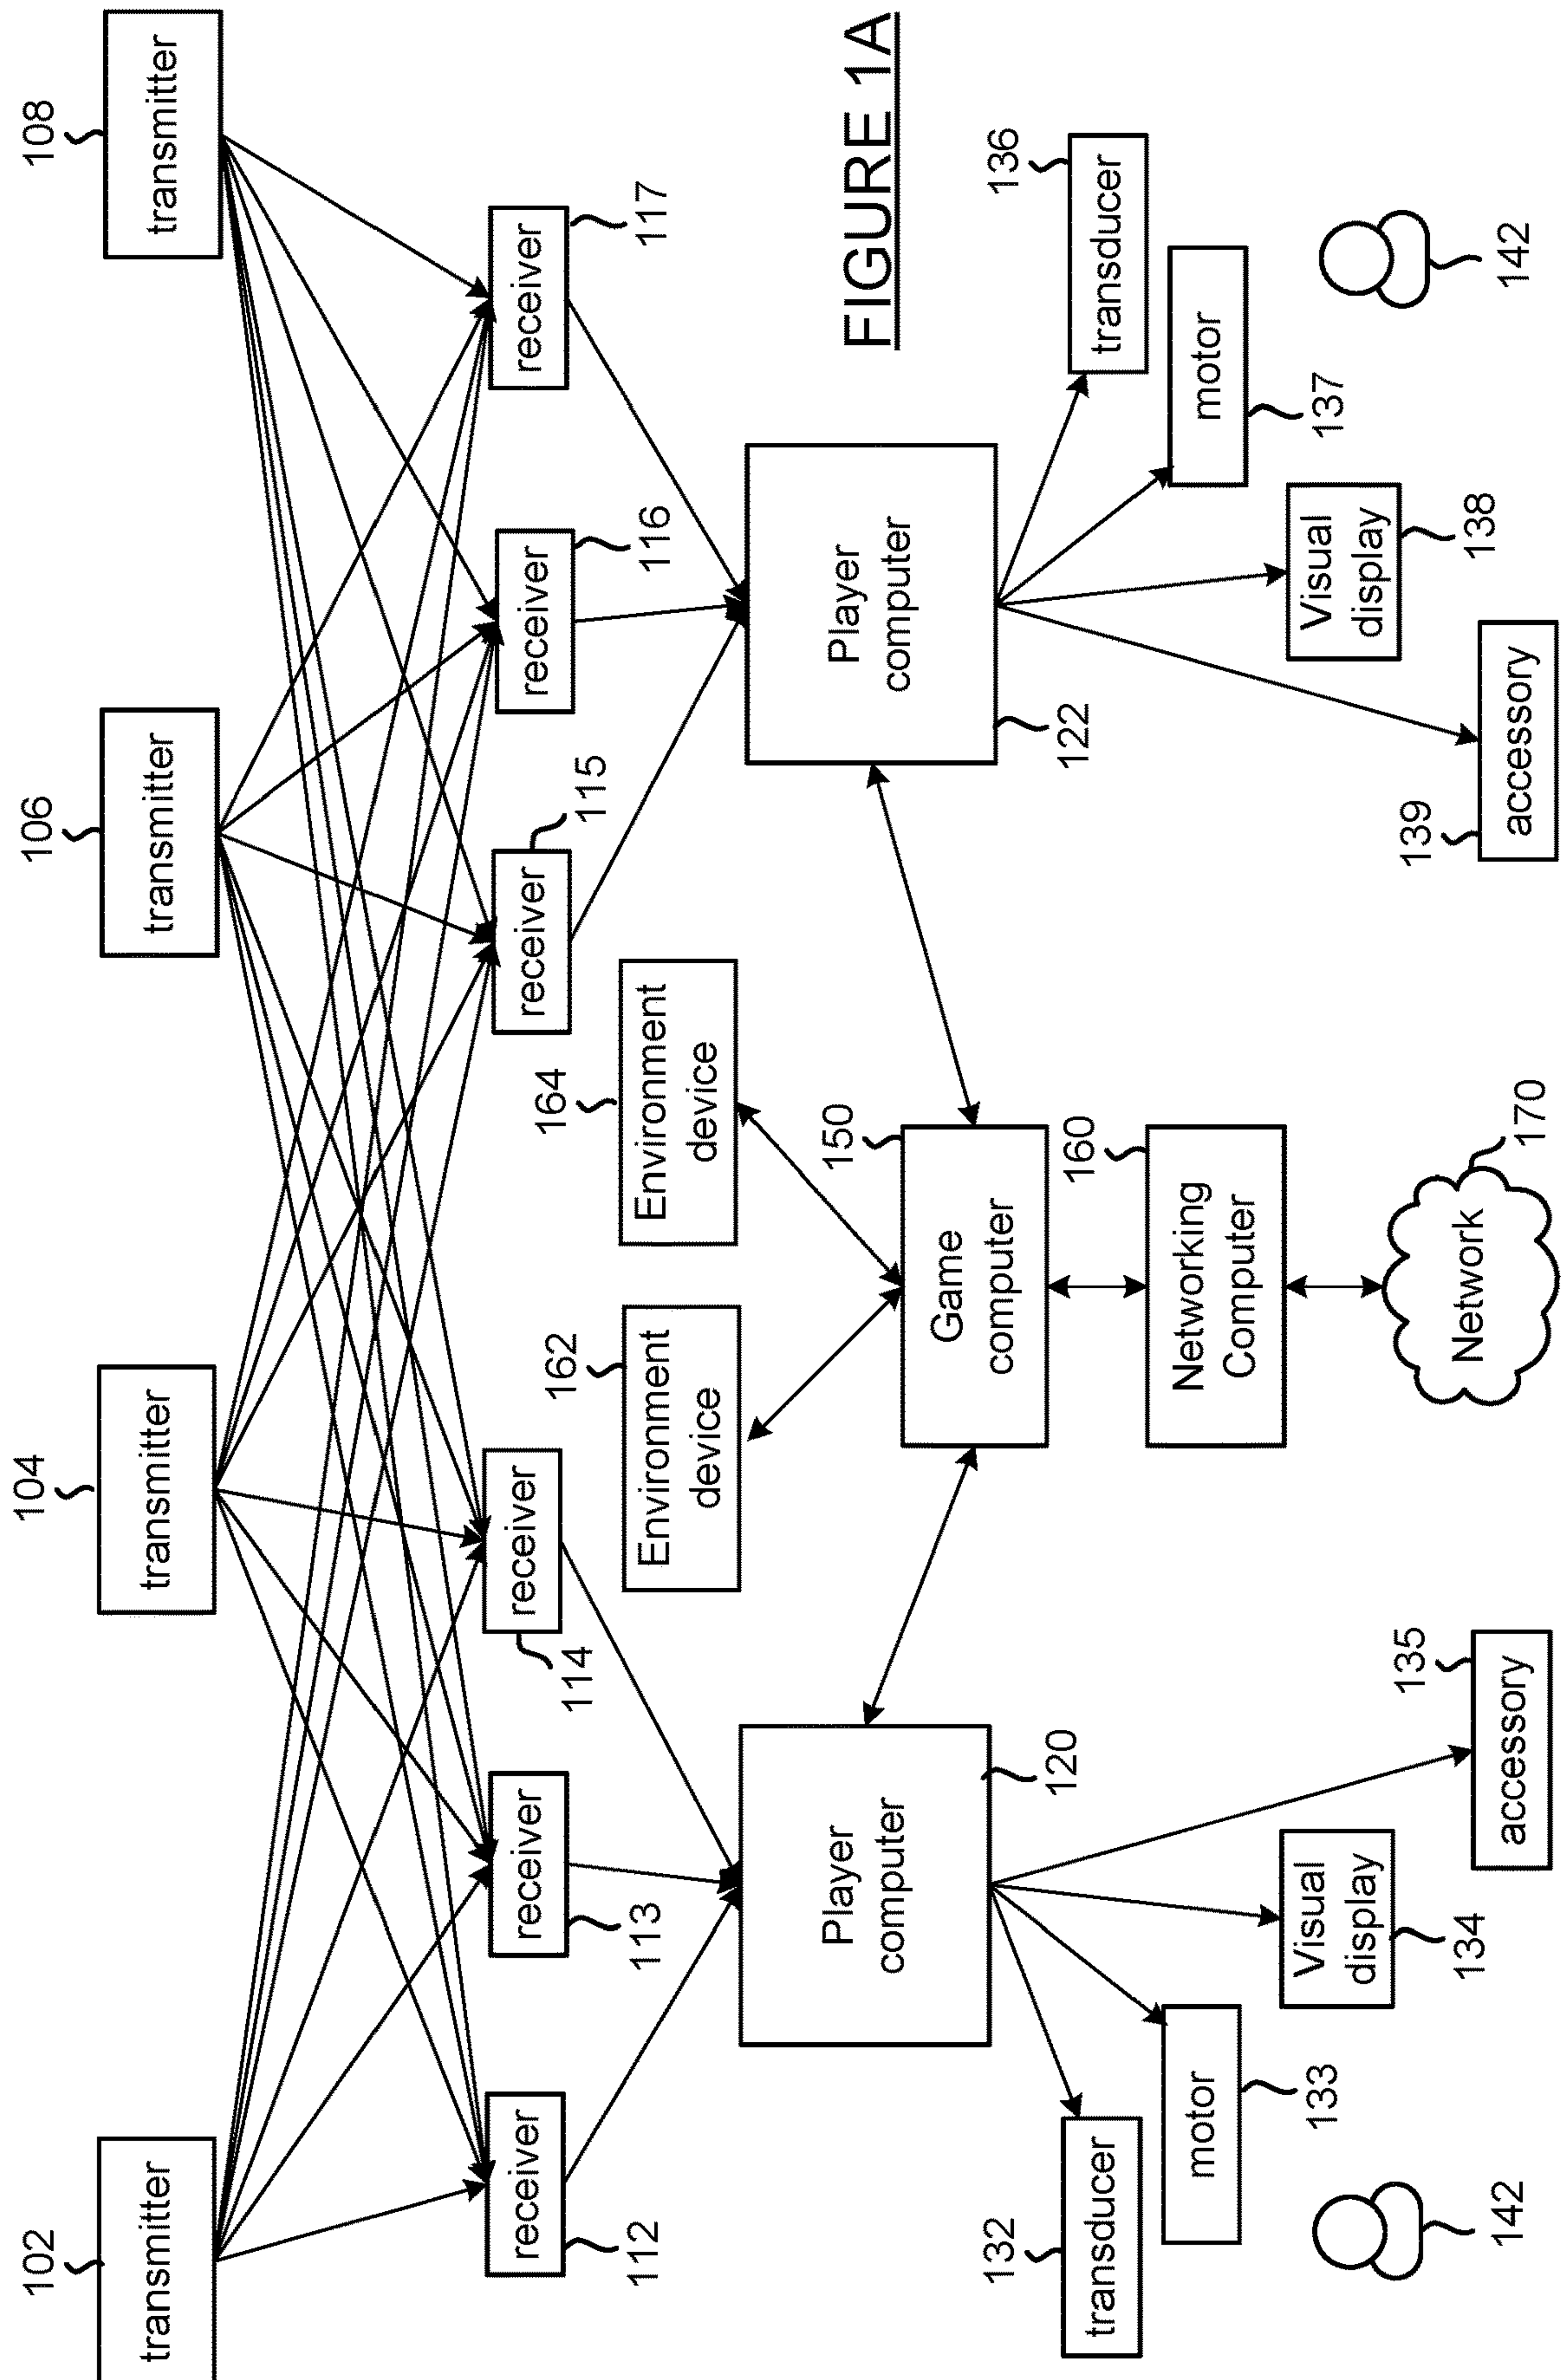 102
transmitter
104
transmitter
106
transmitter
108
transmitter
receiver
112
receiver
113
receiver
114
receiver
115
receiver
116
receiver
117
Environment
device
162
Environment
device
164
Player
computer
120
Game
computer
150
Player
computer
122
Networking
Computer
160
Network
170
132
transducer
motor
133
Visual
display
134
accessory
135
142
139
accessory
Visual
display
138
motor
137
transducer
136
142
FIGURE 1A